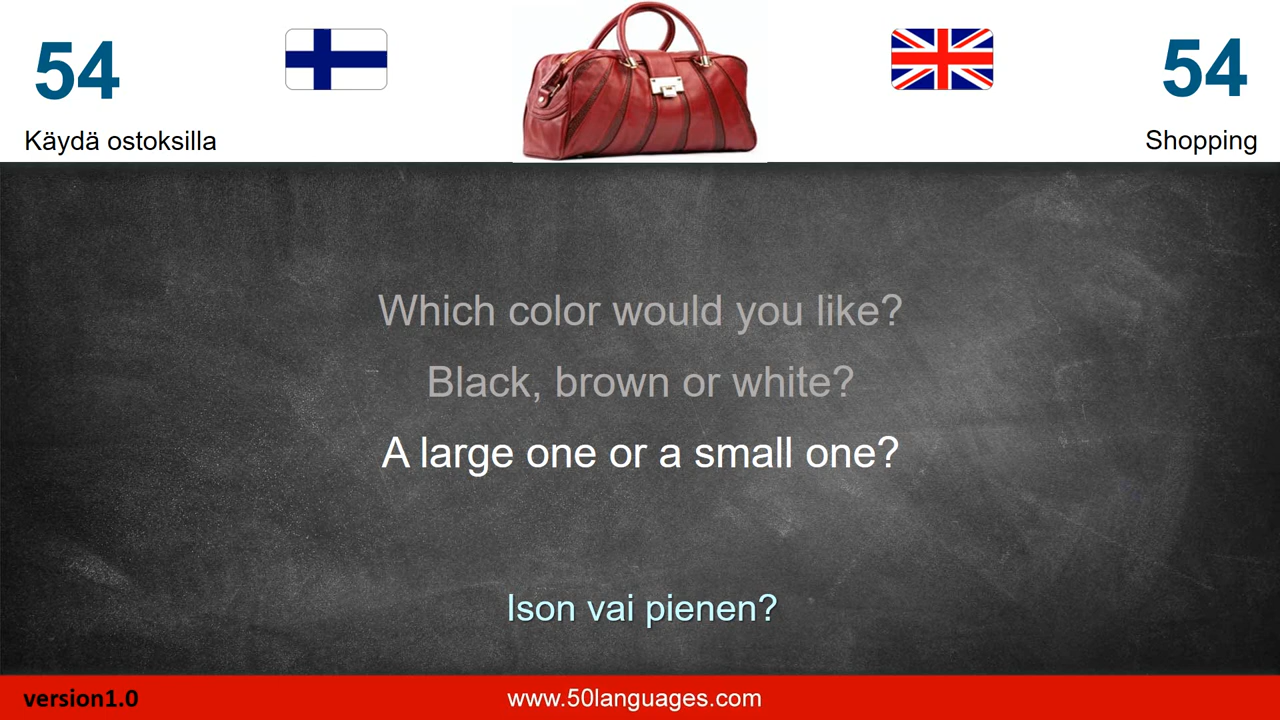 54
54
Käydä ostoksilla
Shopping
Which color would you like?
Black, brown or white?
A large one or a small one?
Ison vai pienen?
version1.0
www.50languages.com